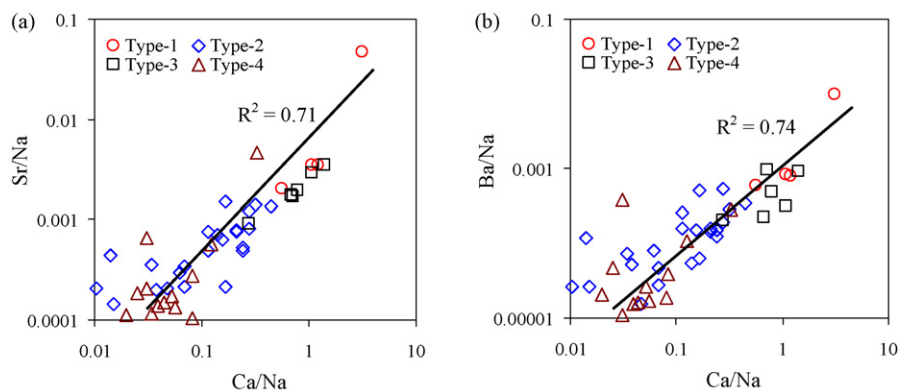 (a)
0.1
Type-1 Type-2
Type-3 Type-4
R² = 0.71
0.01
0.001
0.0001
Sr/Na
0.01 0.1 1 10
Ca/Na
(b)
0.1
Type-1 Type-2
Type-3 Type-4
R² = 0.74
0.001
0.00001
Ba/Na
0.01 0.1 1 10
Ca/Na